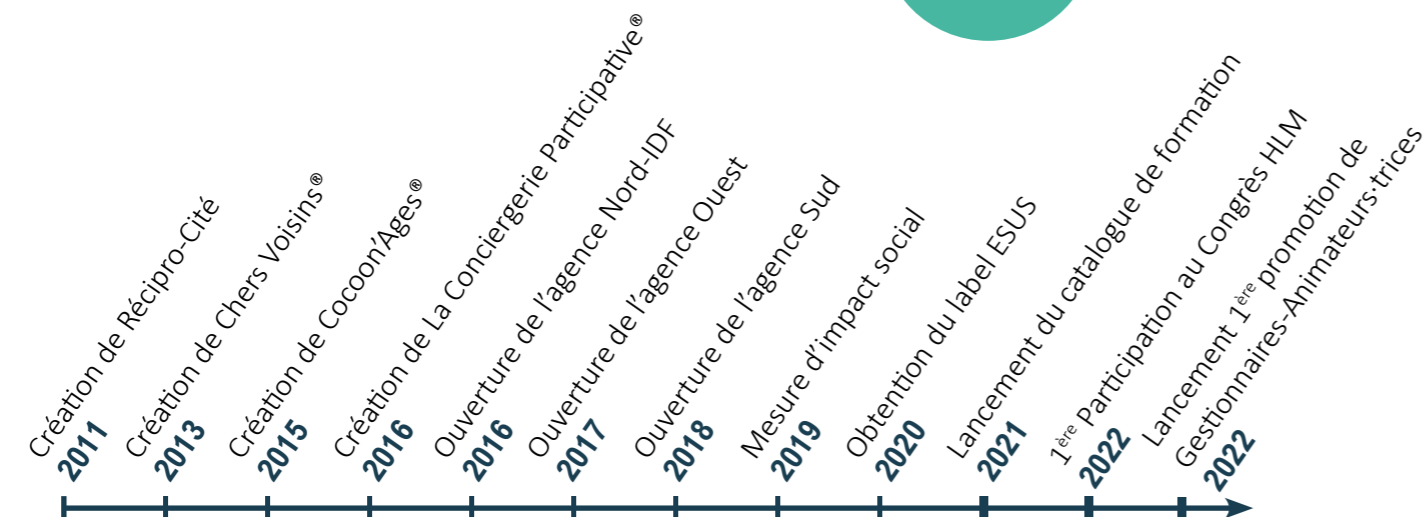 Création de Récipro-Cité
2011
Création de Chers Voisins®
2013
Création de Cocoon'Ages®
2015
Création de La Conciergerie Participative®
2016
Ouverture de l'agence Nord-IDF
2016
Ouverture de l'agence Ouest
2017
Ouverture de l'agence Sud
2018
Mesure d'impact social
2019
Obtention du label ESUS
2020
Lancement du catalogue de formation
2021
1ère Participation au Congrès HLM
2022
Lancement 1ère promotion de
Gestionnaires-Animateurs·trices
2022